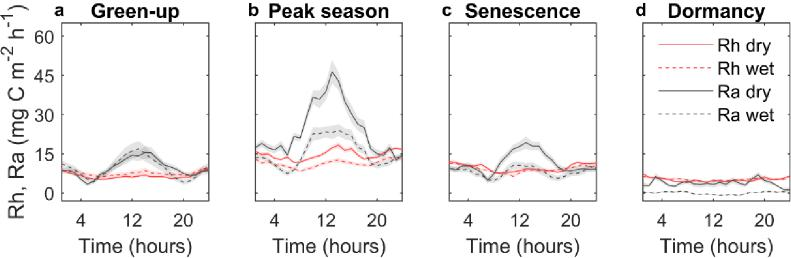 a Green-up
b Peak season
c Senescence
d Dormancy
Rh, Ra (mg C m⁻² h⁻¹)
60
45
30
15
0
Rh dry
Rh wet
Ra dry
Ra wet
4 12 20
4 12 20
4 12 20
4 12 20
Time (hours)
Time (hours)
Time (hours)
Time (hours)